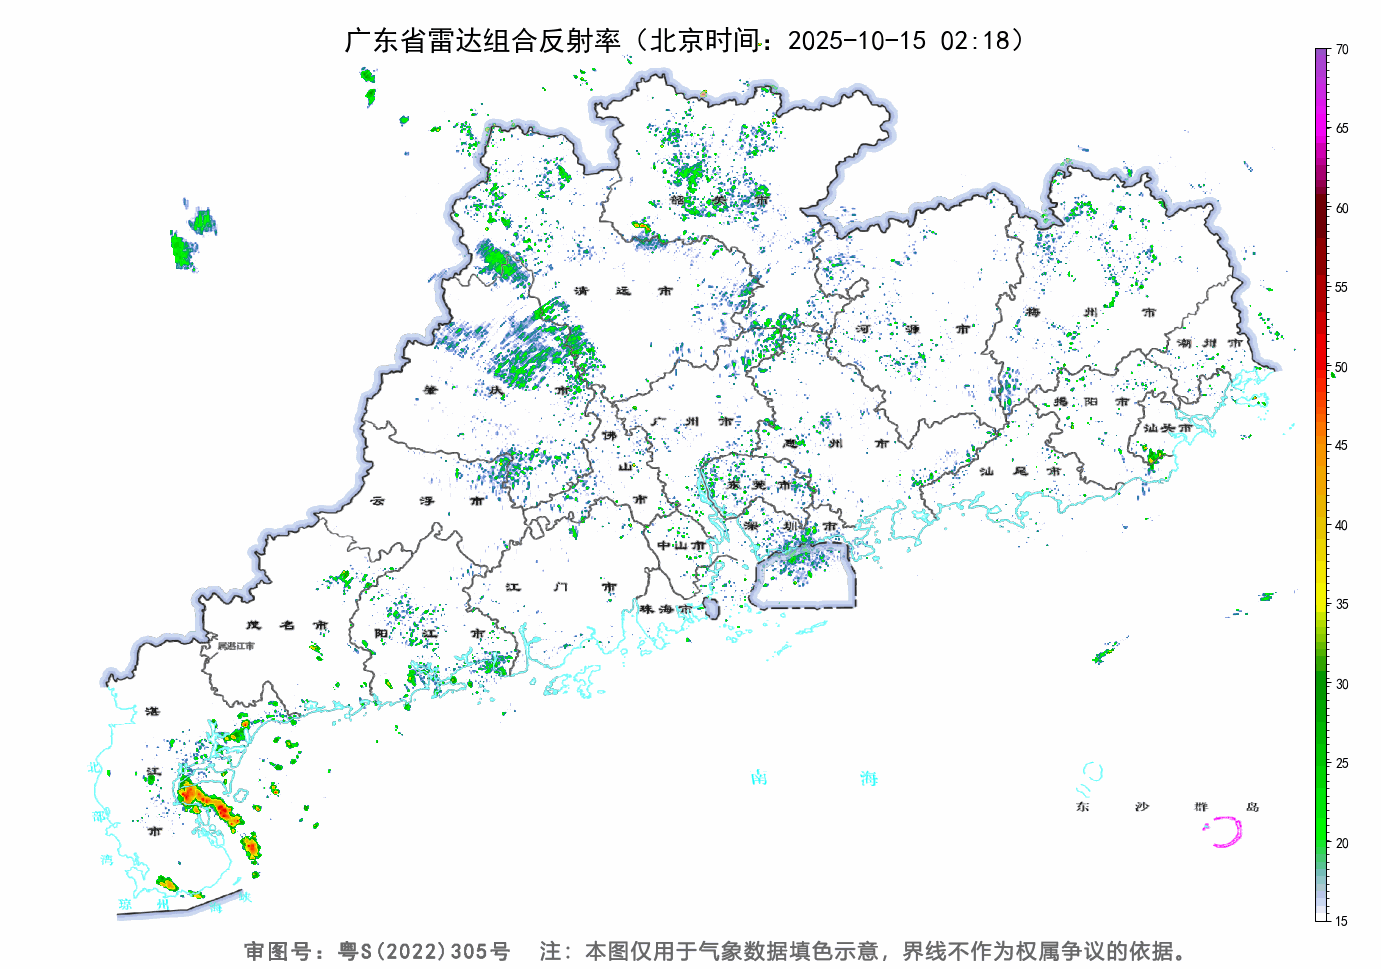 广东省雷达组合反射率（北京时间：2025-10-15 02:18）
70
65
60
55
50
45
40
35
30
25
20
15
韶关市
清远市
河源市
梅州市
潮州市
肇庆市
广州市
佛山市
惠州市
揭阳市
汕头市
汕尾市
云浮市
东莞市
深圳市
中山市
江门市
珠海市
茂名市
属湛江市
阳江市
湛江市
北部湾
琼州海峡
南海
东沙群岛
审图号：粤S(2022)305号 注：本图仅用于气象数据填色示意，界线不作为权属争议的依据。